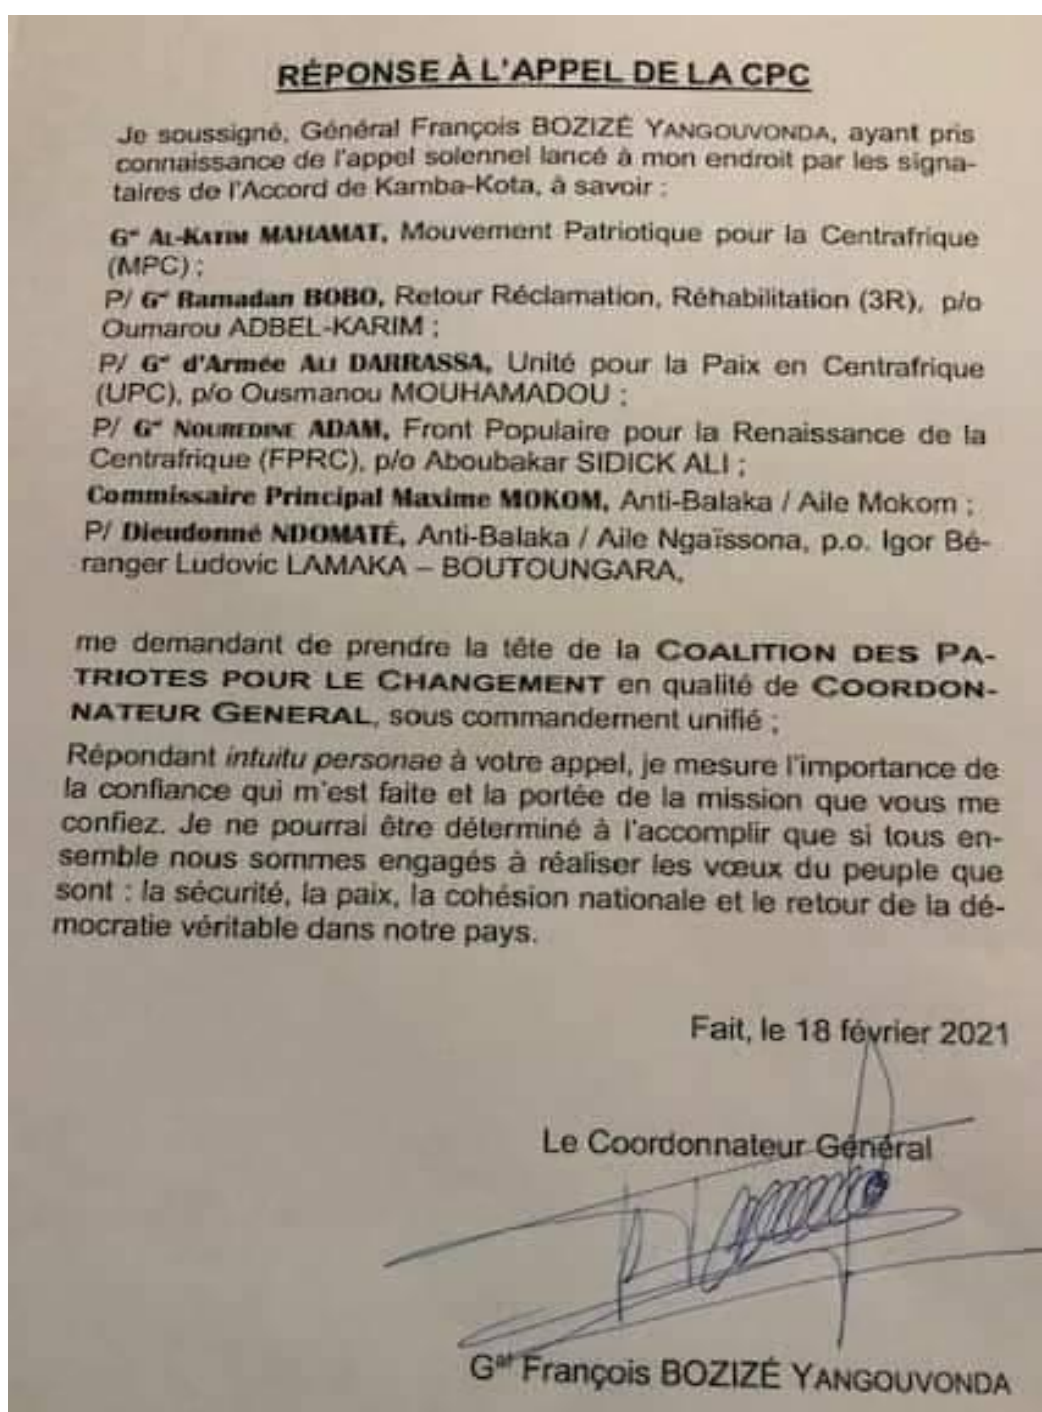 RÉPONSE À L'APPEL DE LA CPC
Je soussigné, Général François BOZIZÉ YANGOUVONDA, ayant pris
connaissance de l'appel solennel lancé à mon endroit par les signa-
taires de l'Accord de Kamba-Kota, à savoir :
Gal AL-KATIM MAHAMAT, Mouvement Patriotique pour la Centrafrique
(MPC) ;
P/ Gal Ramadan BOBO, Retour Réclamation, Réhabilitation (3R), p/o
Oumarou ADBEL-KARIM ;
P/ Gal d'Armée ALI DARRASSA, Unité pour la Paix en Centrafrique
(UPC), p/o Ousmanou MOUHAMADOU ;
P/ Gal NOUREDINE ADAM, Front Populaire pour la Renaissance de la
Centrafrique (FPRC), p/o Aboubakar SIDICK ALI ;
Commissaire Principal Maxime MOKOM, Anti-Balaka / Aile Mokom ;
P/ Dieudonné NDOMATÉ, Anti-Balaka / Aile Ngaïssona, p.o. Igor Bé-
ranger Ludovic LAMAKA – BOUTOUNGARA,
me demandant de prendre la tête de la COALITION DES PA-
TRIOTES POUR LE CHANGEMENT en qualité de COORDON-
NATEUR GENERAL, sous commandement unifié ;
Répondant intuitu personae à votre appel, je mesure l'importance de
la confiance qui m'est faite et la portée de la mission que vous me
confiez. Je ne pourrai être déterminé à l'accomplir que si tous en-
semble nous sommes engagés à réaliser les vœux du peuple que
sont : la sécurité, la paix, la cohésion nationale et le retour de la dé-
mocratie véritable dans notre pays.
Fait, le 18 février 2021
Le Coordonnateur Général
Gal François BOZIZÉ YANGOUVONDA